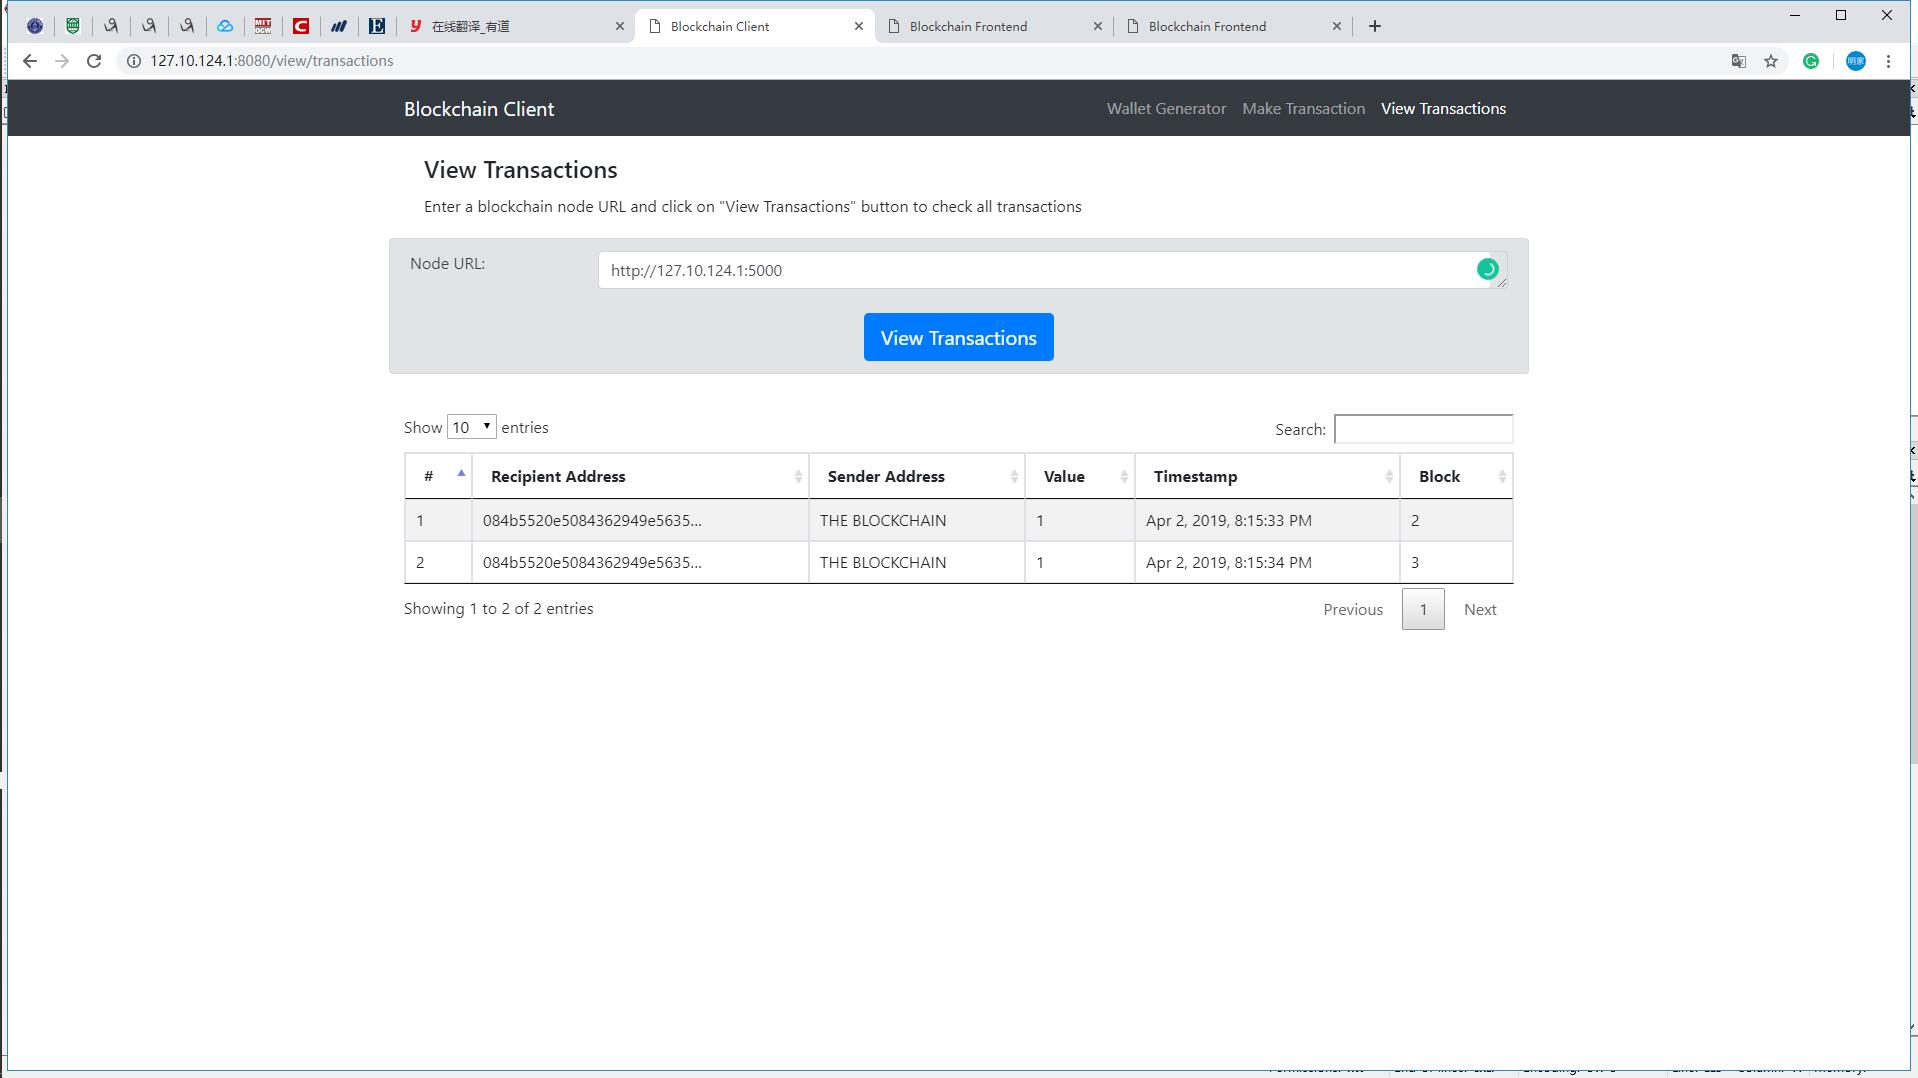 在线翻译_有道
Blockchain Client
Blockchain Frontend
Blockchain Frontend
127.10.124.1:8080/view/transactions
明家
Blockchain Client
Wallet Generator
Make Transaction
View Transactions
View Transactions
Enter a blockchain node URL and click on "View Transactions" button to check all transactions
Node URL:
http://127.10.124.1:5000
View Transactions
Show 10 entries
Search:
# Recipient Address Sender Address Value Timestamp Block
1 084b5520e5084362949e5635... THE BLOCKCHAIN 1 Apr 2, 2019, 8:15:33 PM 2
2 084b5520e5084362949e5635... THE BLOCKCHAIN 1 Apr 2, 2019, 8:15:34 PM 3
Showing 1 to 2 of 2 entries
Previous 1 Next